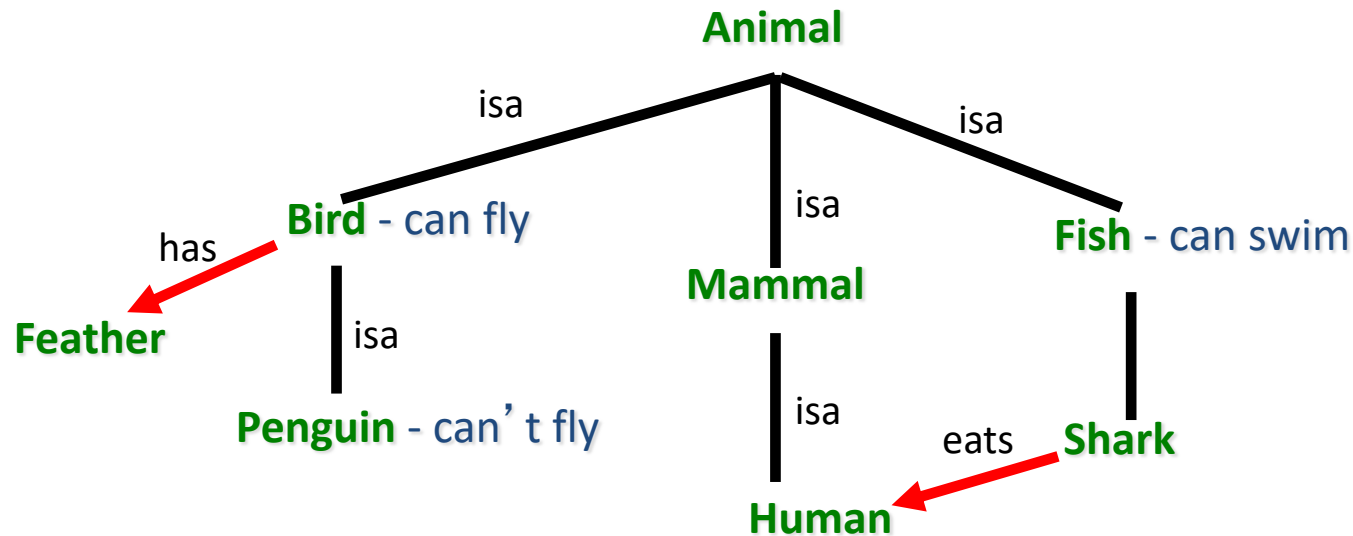 Animal
isa
isa
Bird - can fly
isa
Fish - can swim
has
Mammal
Feather
isa
Penguin - can’ t fly
isa
eats
Shark
Human